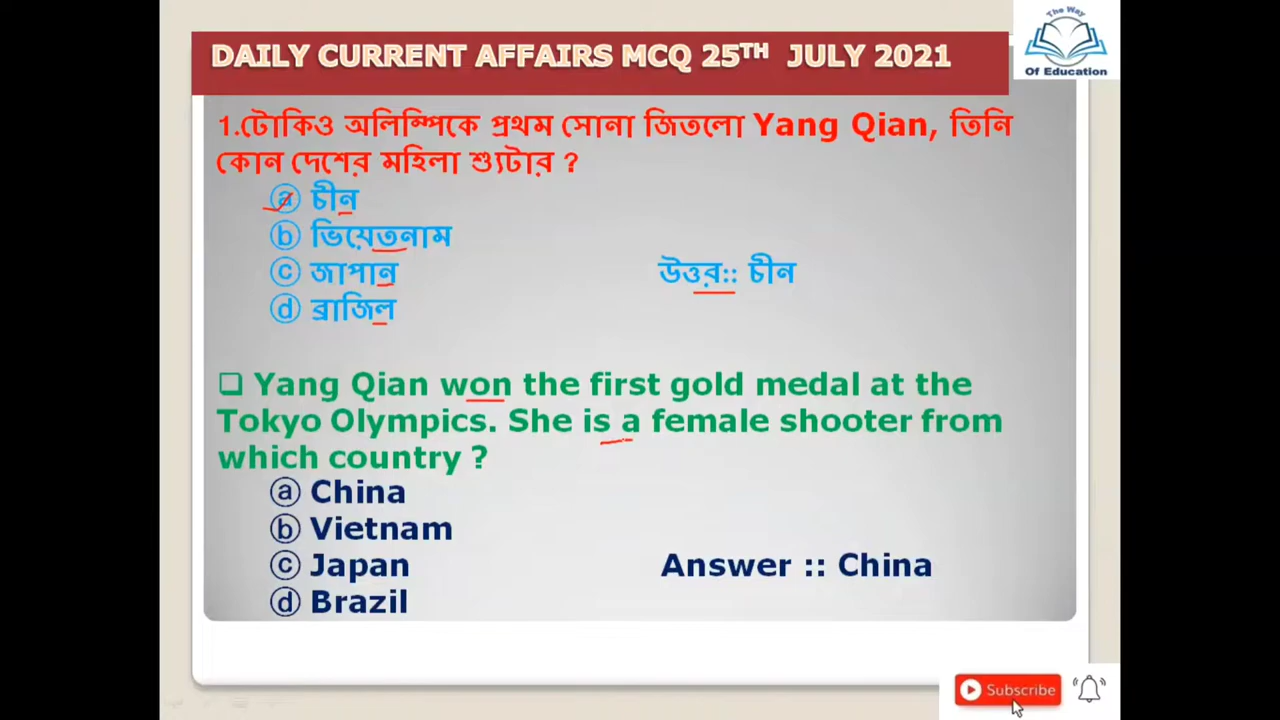 The Way
Of Education
DAILY CURRENT AFFAIRS MCQ 25TH JULY 2021
1.টোকিও অলিম্পিকে প্রথম সোনা জিতলো Yang Qian, তিনি
কোন দেশের মহিলা শ্যুটার ?
ⓐ চীন
ⓑ ভিয়েতনাম
ⓒ জাপান
উত্তর:: চীন
ⓓ ব্রাজিল
❑ Yang Qian won the first gold medal at the
Tokyo Olympics. She is a female shooter from
which country ?
ⓐ China
ⓑ Vietnam
ⓒ Japan
Answer :: China
ⓓ Brazil
Subscribe